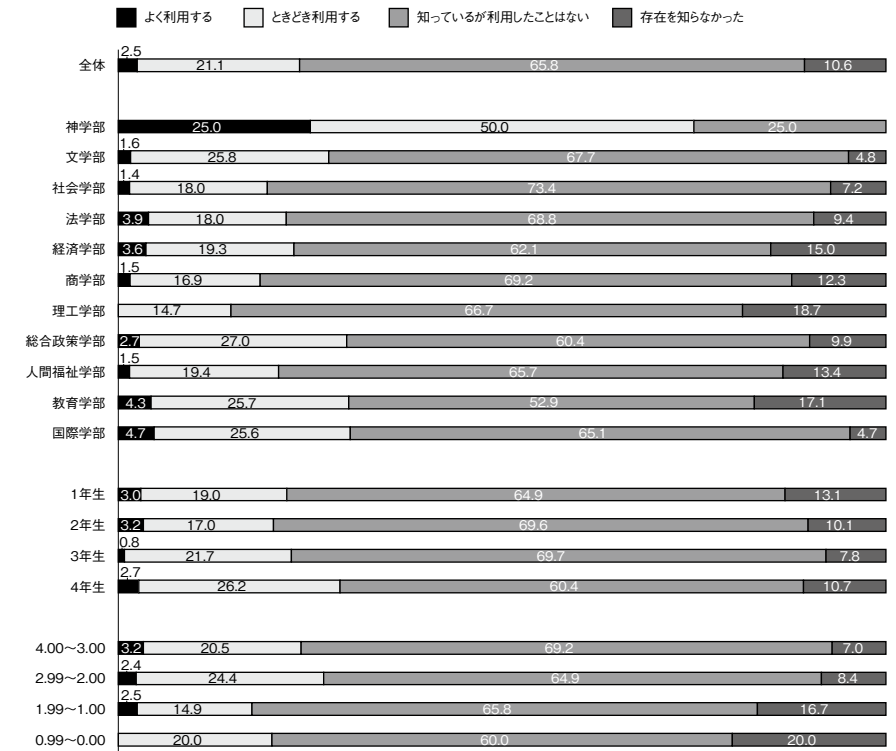 よく利用する ときどき利用する 知っているが利用したことはない 存在を知らなかった
全体 2.5 21.1 65.8 10.6
神学部 25.0 50.0 25.0
文学部 1.6 25.8 67.7 4.8
社会学部 1.4 18.0 73.4 7.2
法学部 3.9 18.0 68.8 9.4
経済学部 3.6 19.3 62.1 15.0
商学部 1.5 16.9 69.2 12.3
理工学部 14.7 66.7 18.7
総合政策学部 2.7 27.0 60.4 9.9
人間福祉学部 1.5 19.4 65.7 13.4
教育学部 4.3 25.7 52.9 17.1
国際学部 4.7 25.6 65.1 4.7
1年生 3.0 19.0 64.9 13.1
2年生 3.2 17.0 69.6 10.1
3年生 0.8 21.7 69.7 7.8
4年生 2.7 26.2 60.4 10.7
4.00〜3.00 3.2 20.5 69.2 7.0
2.99〜2.00 2.4 24.4 64.9 8.4
1.99〜1.00 2.5 14.9 65.8 16.7
0.99〜0.00 20.0 60.0 20.0